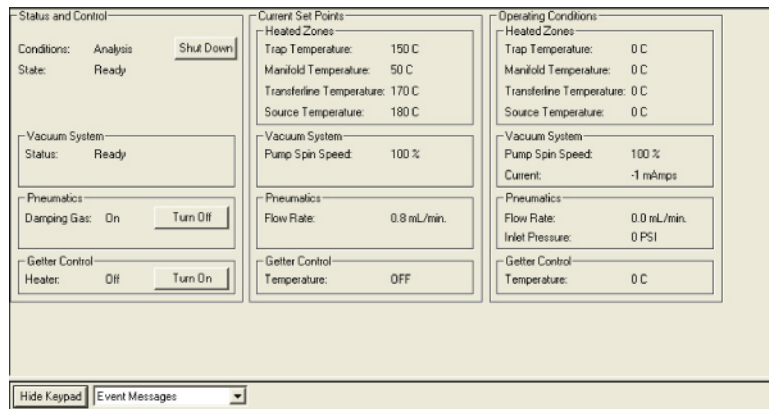 Status and Control
Conditions: Analysis Shut Down
State: Ready
Vacuum System
Status: Ready
Pneumatics
Damping Gas: On Turn Off
Getter Control
Heater: Off Turn On
Current Set Points
Heated Zones
Trap Temperature: 150 C
Manifold Temperature: 50 C
Transferline Temperature: 170 C
Source Temperature: 180 C
Vacuum System
Pump Spin Speed: 100 %
Pneumatics
Flow Rate: 0.8 mL/min.
Getter Control
Temperature: OFF
Operating Conditions
Heated Zones
Trap Temperature: 0 C
Manifold Temperature: 0 C
Transferline Temperature: 0 C
Source Temperature: 0 C
Vacuum System
Pump Spin Speed: 100 %
Current: -1 mAmps
Pneumatics
Flow Rate: 0.0 mL/min.
Inlet Pressure: 0 PSI
Getter Control
Temperature: 0 C
Hide Keypad Event Messages